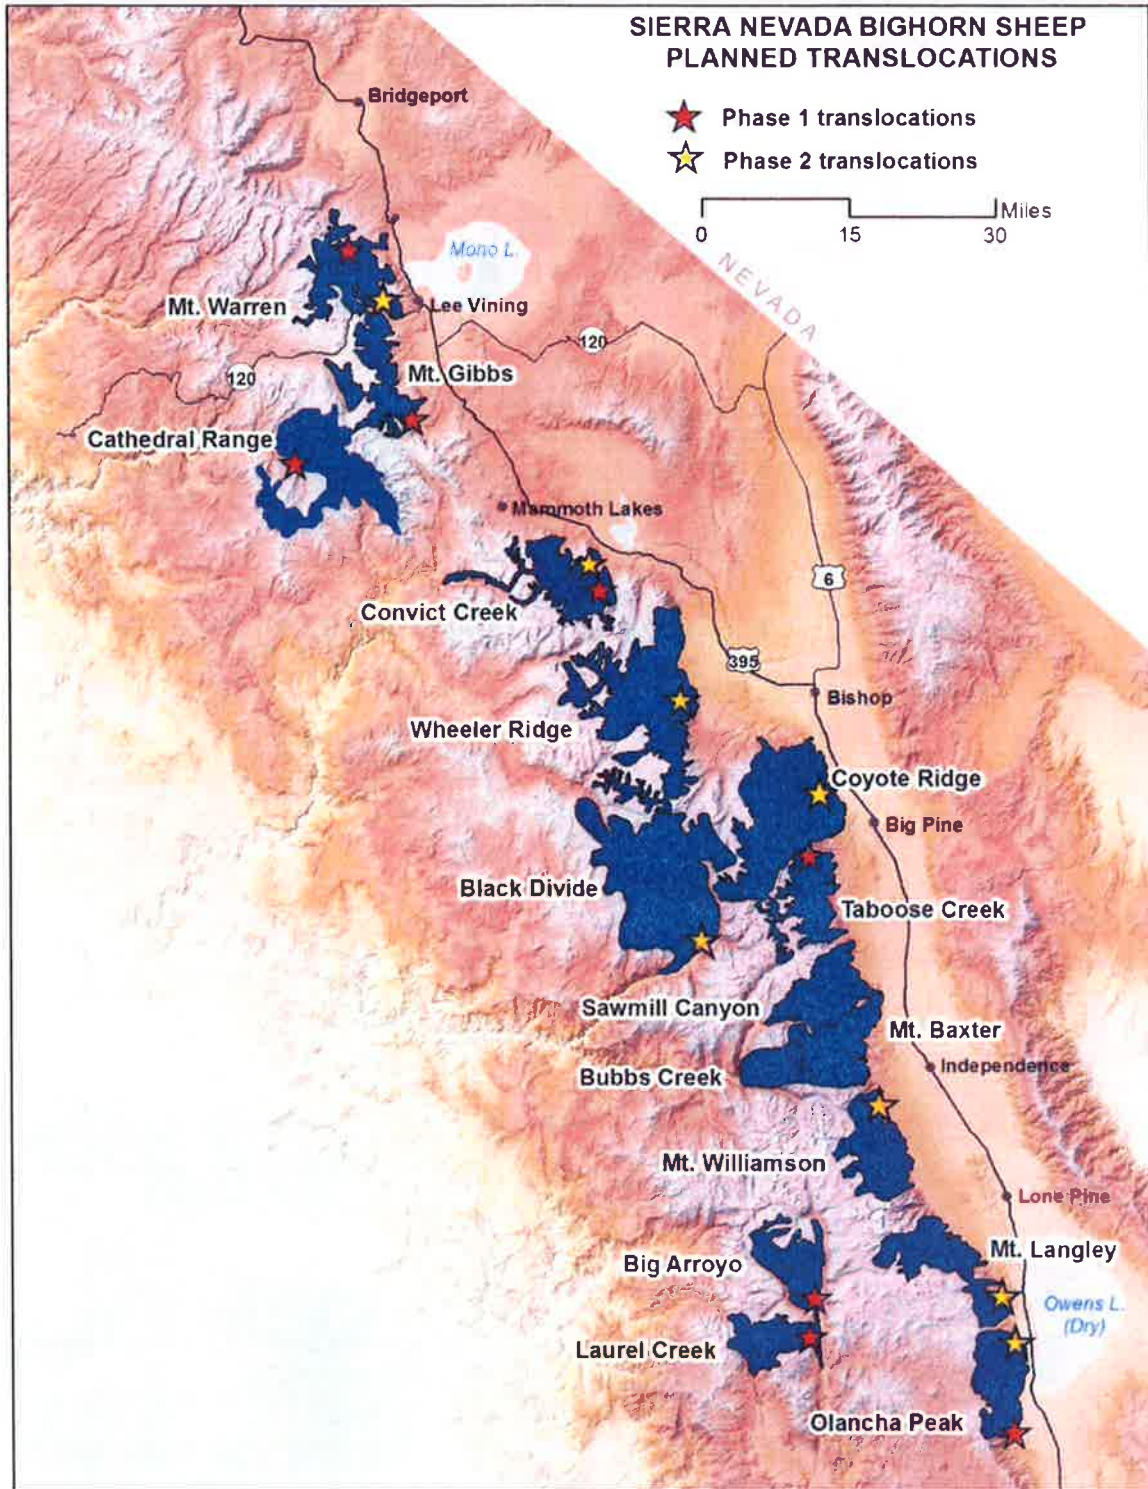 SIERRA NEVADA BIGHORN SHEEP
PLANNED TRANSLOCATIONS
Phase 1 translocations
Phase 2 translocations
Miles
0 15 30
Bridgeport
Mono L.
NEVADA
Mt. Warren
Lee Vining
120
120
Mt. Gibbs
Cathedral Range
Mammoth Lakes
6
Convict Creek
395
Bishop
Wheeler Ridge
Coyote Ridge
Big Pine
Black Divide
Taboose Creek
Sawmill Canyon
Mt. Baxter
Independence
Bubbs Creek
Mt. Williamson
Lone Pine
Mt. Langley
Big Arroyo
Owens L.
(Dry)
Laurel Creek
Olancha Peak